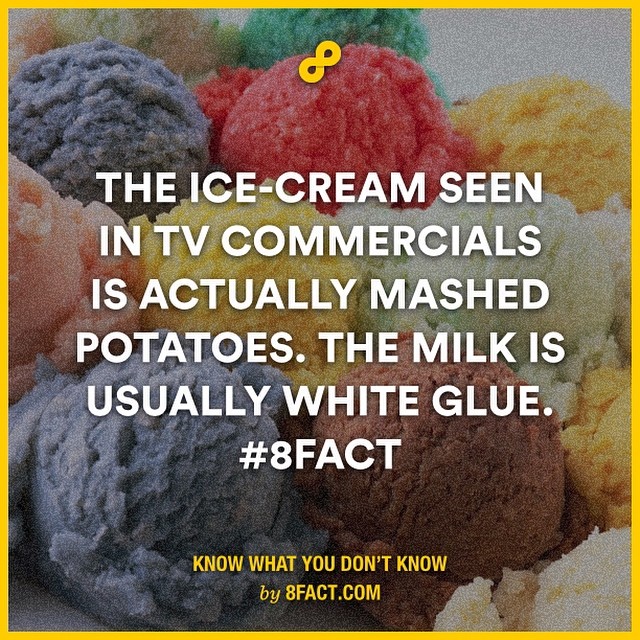 THE ICE-CREAM SEEN
IN TV COMMERCIALS
IS ACTUALLY MASHED
POTATOES. THE MILK IS
USUALLY WHITE GLUE.
#8FACT
KNOW WHAT YOU DON'T KNOW
by 8FACT.COM